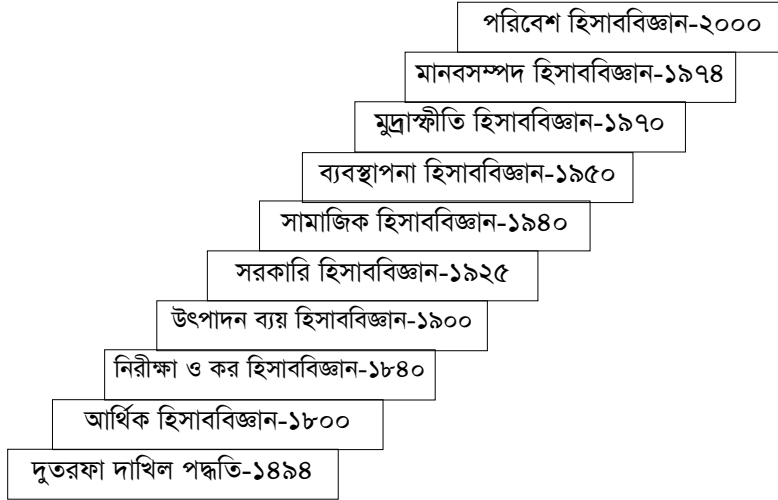 পরিবেশ হিসাববিজ্ঞান-২০০০
মানবসম্পদ হিসাববিজ্ঞান-১৯৭৪
মুদ্রাস্ফীতি হিসাববিজ্ঞান-১৯৭০
ব্যবস্থাপনা হিসাববিজ্ঞান-১৯৫০
সামাজিক হিসাববিজ্ঞান-১৯৪০
সরকারি হিসাববিজ্ঞান-১৯২৫
উৎপাদন ব্যয় হিসাববিজ্ঞান-১৯০০
নিরীক্ষা ও কর হিসাববিজ্ঞান-১৮৪০
আর্থিক হিসাববিজ্ঞান-১৮০০
দুতরফা দাখিল পদ্ধতি-১৪৯৪